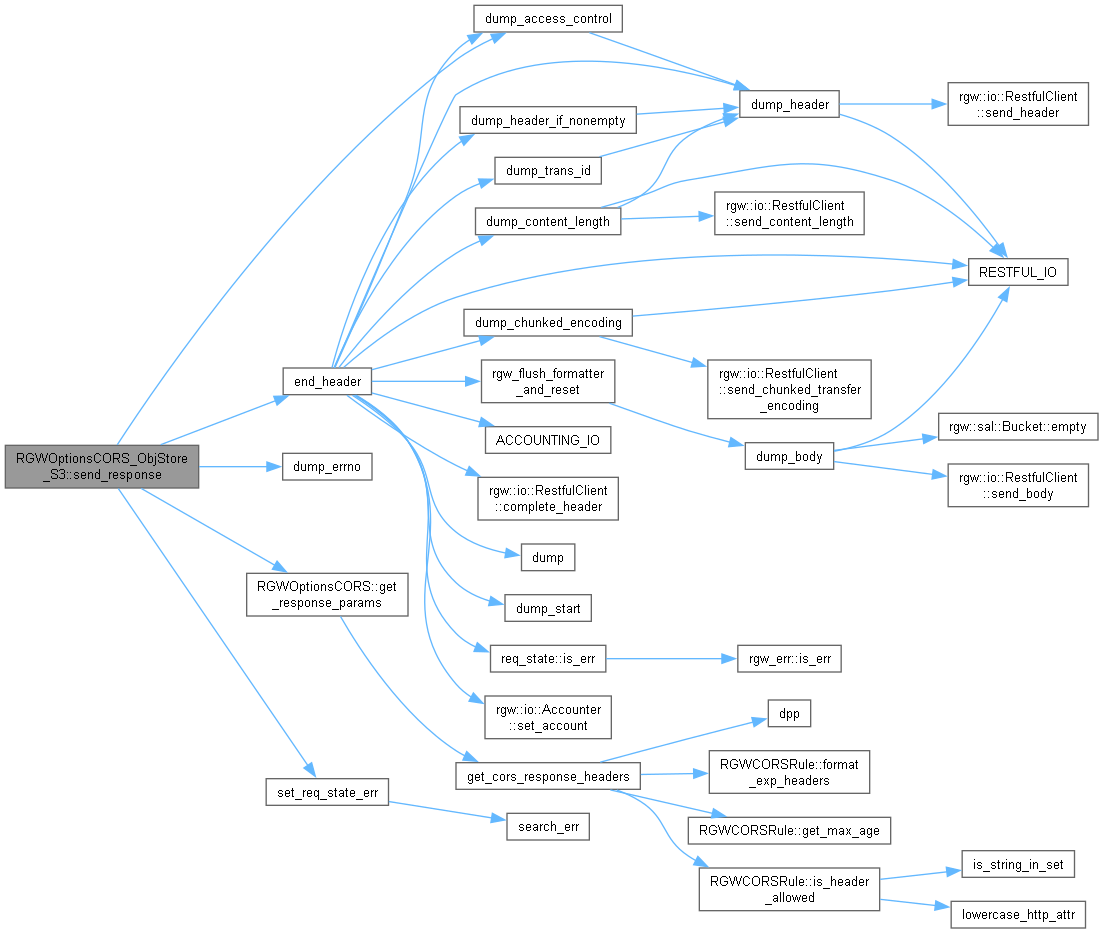 dump_access_control
dump_header
rgw::io::RestfulClient
::send_header
dump_header_if_nonempty
dump_trans_id
dump_content_length
rgw::io::RestfulClient
::send_content_length
RESTFUL_IO
dump_chunked_encoding
end_header
rgw_flush_formatter
_and_reset
rgw::io::RestfulClient
::send_chunked_transfer
_encoding
ACCOUNTING_IO
rgw::sal::Bucket::empty
dump_body
RGWOptionsCORS_ObjStore
_S3::send_response
dump_errno
rgw::io::RestfulClient
::complete_header
rgw::io::RestfulClient
::send_body
dump
RGWOptionsCORS::get
_response_params
dump_start
req_state::is_err
rgw_err::is_err
rgw::io::Accounter
::set_account
dpp
get_cors_response_headers
RGWCORSRule::format
_exp_headers
set_req_state_err
search_err
RGWCORSRule::get_max_age
RGWCORSRule::is_header
_allowed
is_string_in_set
lowercase_http_attr